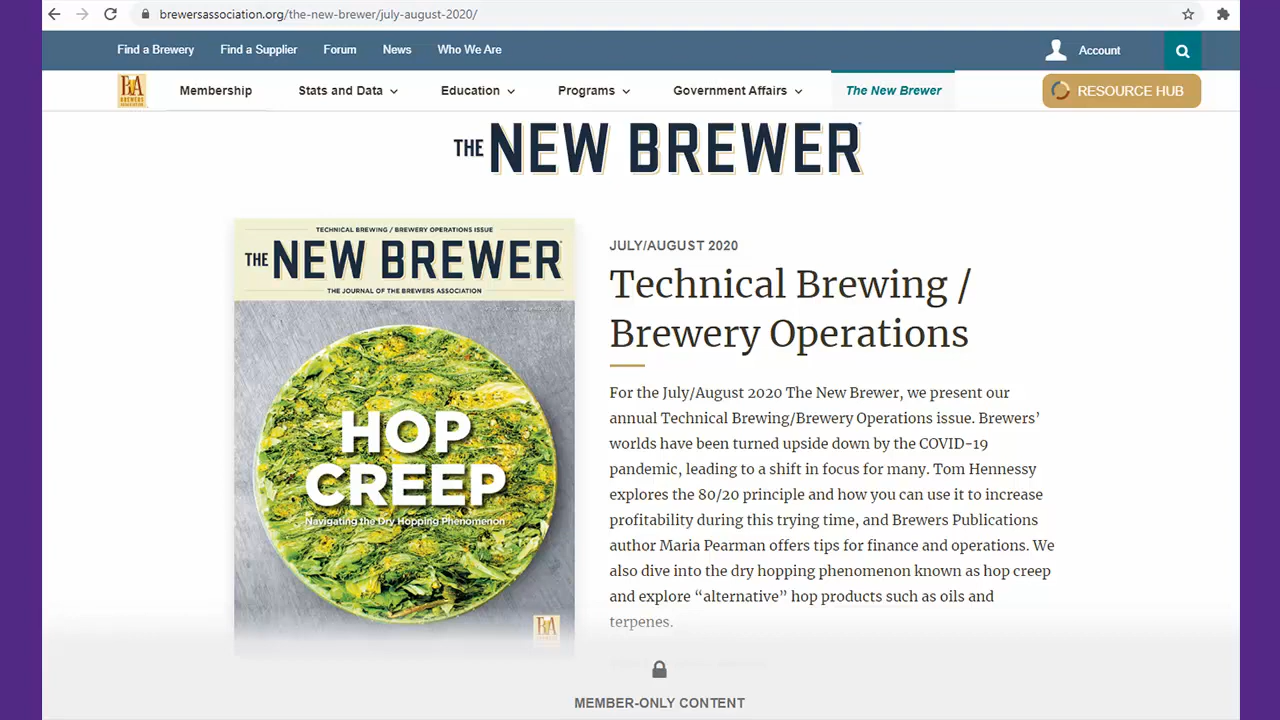 brewersassociation.org/the-new-brewer/july-august-2020/
Find a Brewery Find a Supplier Forum News Who We Are Account
BA
BREWERS
ASSOCIATION
Membership Stats and Data Education Programs Government Affairs The New Brewer RESOURCE HUB
THE NEW BREWER
TECHNICAL BREWING / BREWERY OPERATIONS ISSUE
THE NEW BREWER
THE JOURNAL OF THE BREWERS ASSOCIATION
HOP
CREEP
Navigating the Dry Hopping Phenomenon
BA
JULY/AUGUST 2020
Technical Brewing /
Brewery Operations
For the July/August 2020 The New Brewer, we present our
annual Technical Brewing/Brewery Operations issue. Brewers’
worlds have been turned upside down by the COVID-19
pandemic, leading to a shift in focus for many. Tom Hennessy
explores the 80/20 principle and how you can use it to increase
profitability during this trying time, and Brewers Publications
author Maria Pearman offers tips for finance and operations. We
also dive into the dry hopping phenomenon known as hop creep
and explore “alternative” hop products such as oils and
terpenes.
MEMBER-ONLY CONTENT